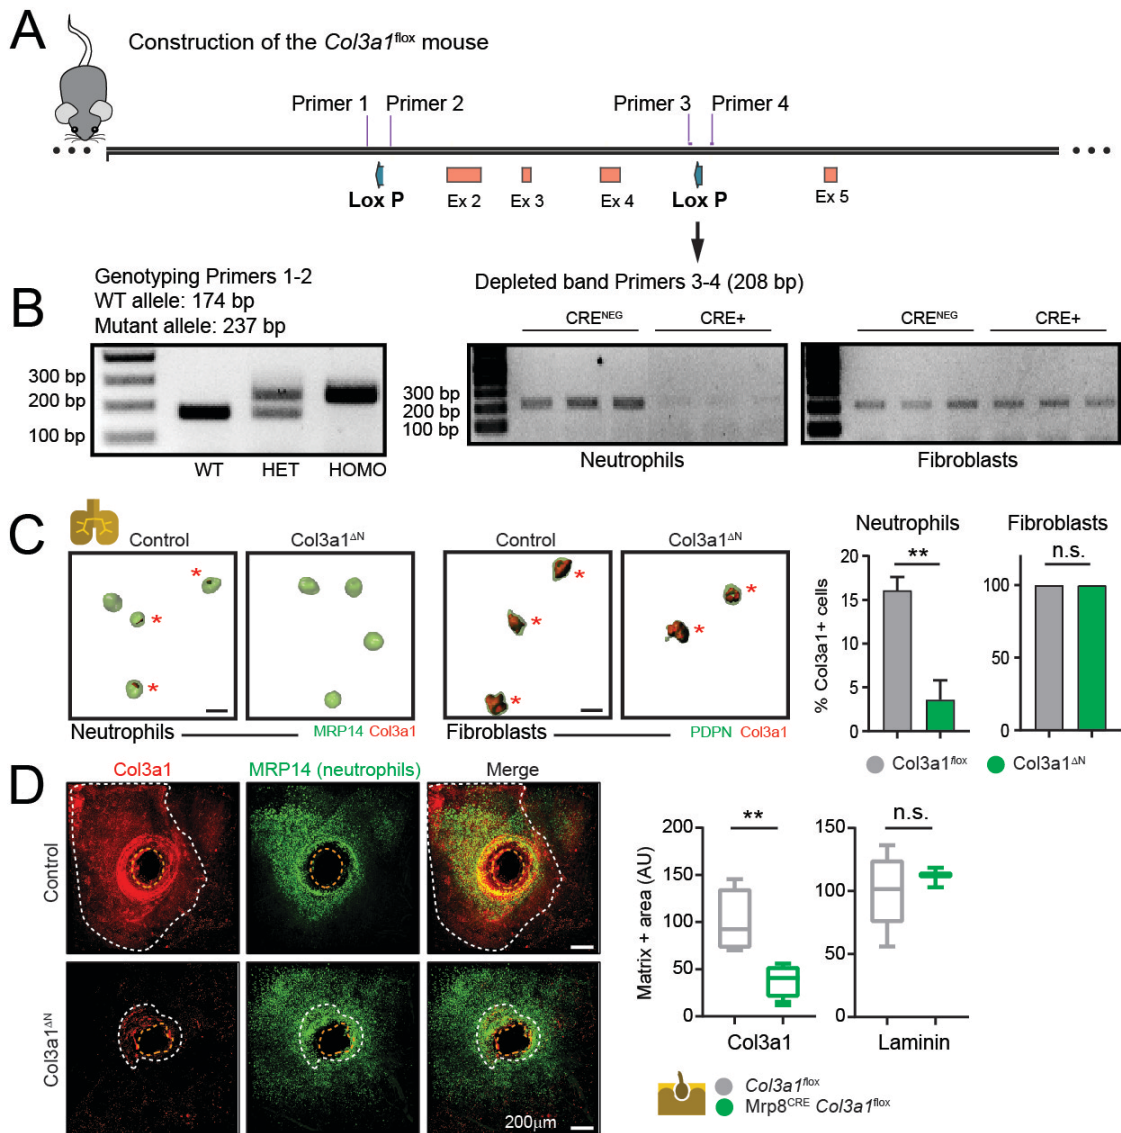 A
Construction of the Col3a1flox mouse
Primer 1
Primer 2
Primer 3
Primer 4
Lox P
Ex 2
Ex 3
Ex 4
Lox P
Ex 5
B
Genotyping Primers 1-2
WT allele: 174 bp
Mutant allele: 237 bp
Depleted band Primers 3-4 (208 bp)
CRENEG
CRE+
CRENEG
CRE+
300 bp
200 bp
100 bp
300 bp
200 bp
100 bp
WT
HET
HOMO
Neutrophils
Fibroblasts
C
Control
Col3a1ΔN
Control
Col3a1ΔN
*
*
*
*
*
*
*
*
Neutrophils
MRP14 Col3a1
Fibroblasts
PDPN Col3a1
Neutrophils
Fibroblasts
% Col3a1+ cells
20
15
10
5
0
**
100
50
0
n.s.
Col3a1flox
Col3a1ΔN
D
Col3a1
MRP14 (neutrophils)
Merge
Control
Col3a1ΔN
200μm
Matrix + area (AU)
200
150
100
50
0
**
Col3a1
150
100
50
0
n.s.
Laminin
Col3a1flox
Mrp8CRE Col3a1flox